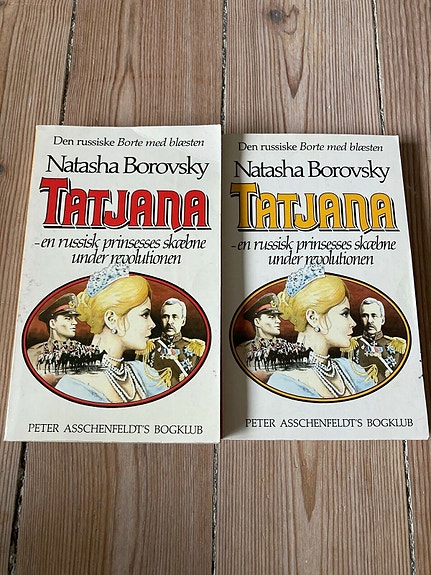 Den russiske Borte med blæsten
Natasha Borovsky
TATJANA
- en russisk prinsesses skæbne
under revolutionen
PETER ASSCHENFELDT'S BOGKLUB
Den russiske Borte med blæsten
Natasha Borovsky
TATJANA
- en russisk prinsesses skæbne
under revolutionen
PETER ASSCHENFELDT'S BOGKLUB